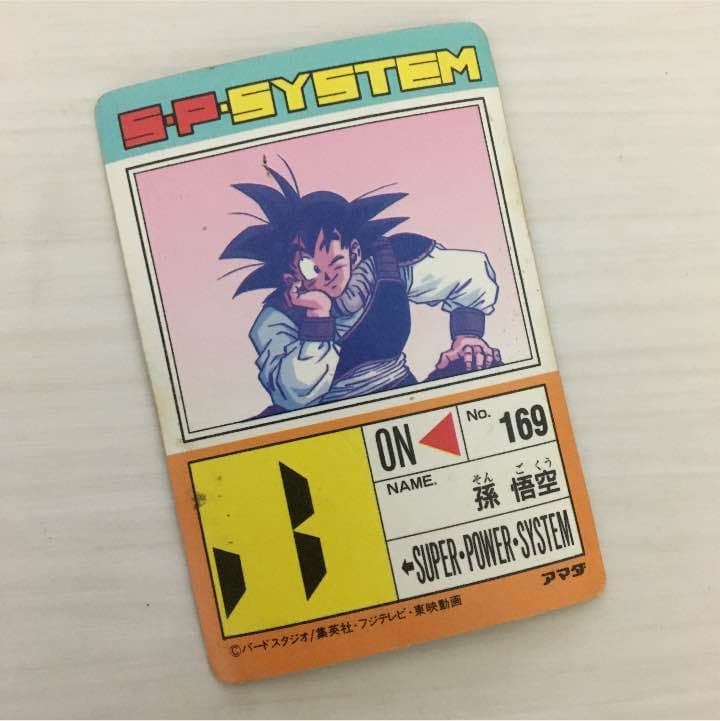 S·P·SYSTEM
ON
No. 169
NAME.
そん ご くう
孫 悟空
←SUPER·POWER·SYSTEM
アマダ
©バードスタジオ/集英社・フジテレビ・東映動画